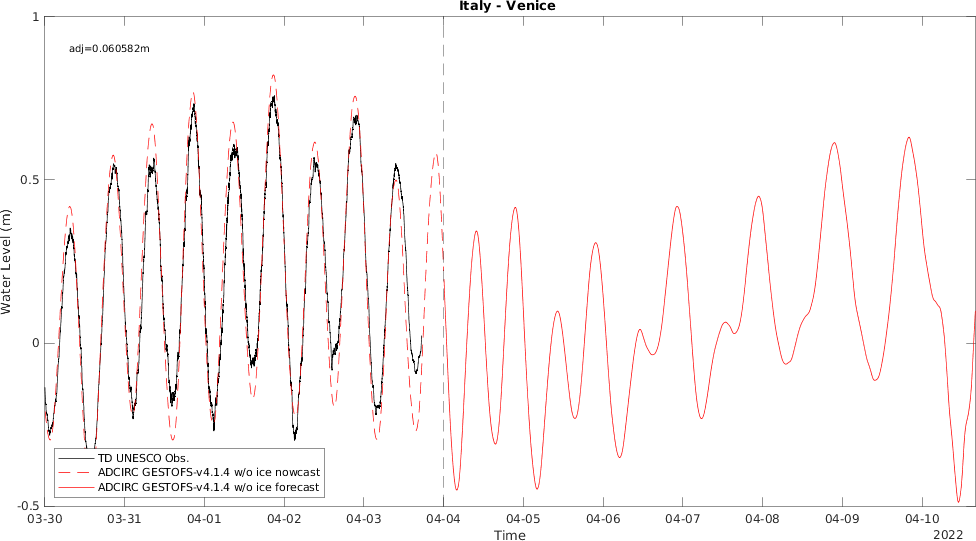 Italy - Venice
adj=0.060582m
Water Level (m)
1
0.5
0
-0.5
TD UNESCO Obs.
ADCIRC GESTOFS-v4.1.4 w/o ice nowcast
ADCIRC GESTOFS-v4.1.4 w/o ice forecast
03-30 03-31 04-01 04-02 04-03 04-04 04-05 04-06 04-07 04-08 04-09 04-10
Time
2022